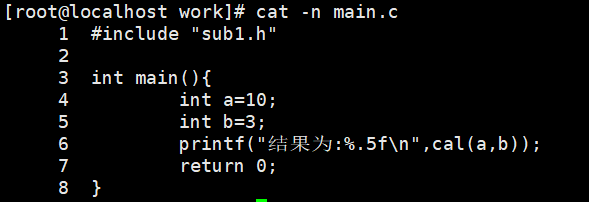 [root@localhost work]# cat -n main.c
     1  #include "sub1.h"
     2
     3  int main(){
     4          int a=10;
     5          int b=3;
     6          printf("结果为:%.5f\n",cal(a,b));
     7          return 0;
     8  }